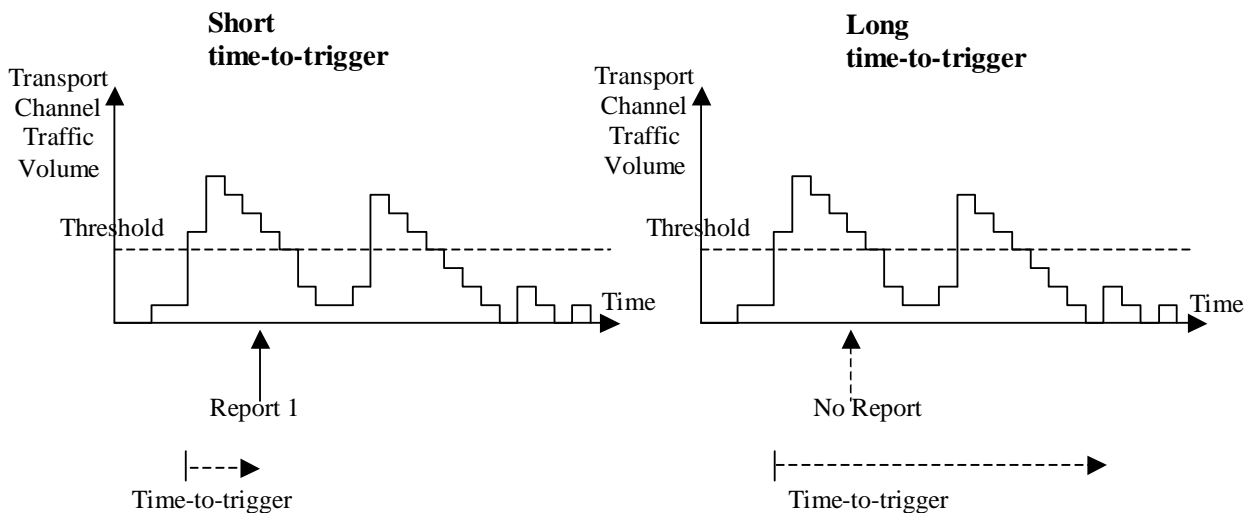 Short
time-to-trigger
Transport
Channel
Traffic
Volume
Threshold
Time
Report 1
Time-to-trigger
Long
time-to-trigger
Transport
Channel
Traffic
Volume
Threshold
Time
No Report
Time-to-trigger